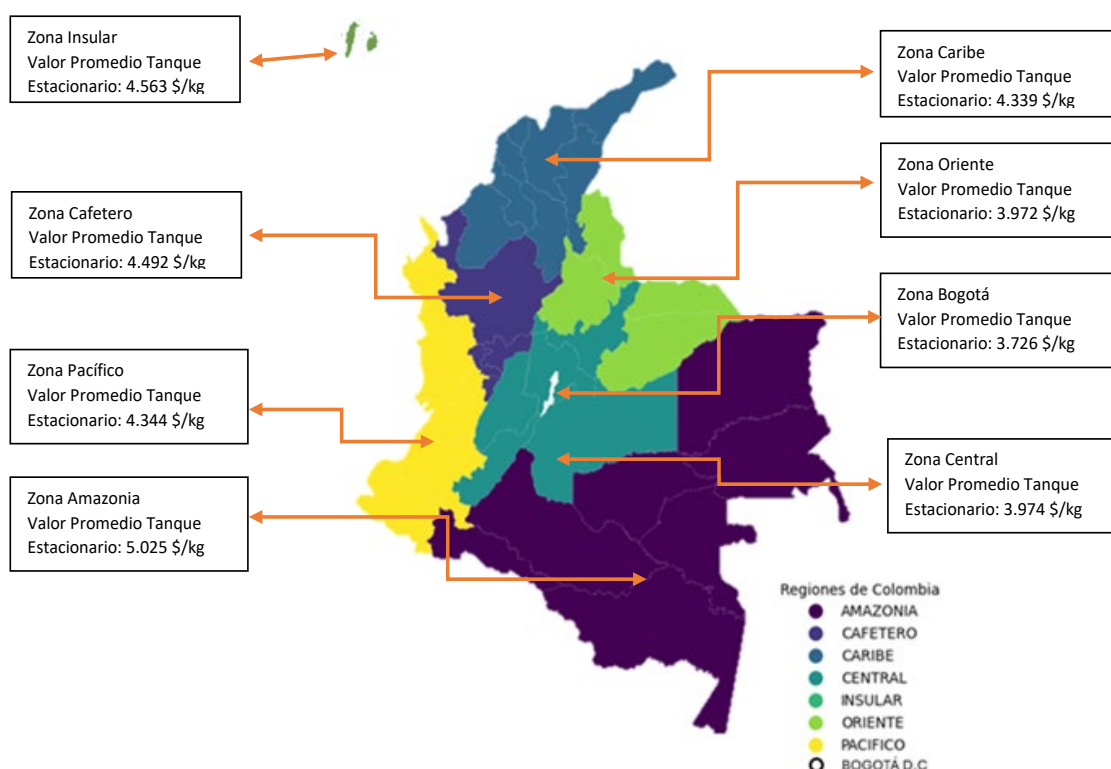 Zona Insular
Valor Promedio Tanque
Estacionario: 4.563 $/kg
Zona Caribe
Valor Promedio Tanque
Estacionario: 4.339 $/kg
Zona Oriente
Valor Promedio Tanque
Estacionario: 3.972 $/kg
Zona Cafetero
Valor Promedio Tanque
Estacionario: 4.492 $/kg
Zona Bogotá
Valor Promedio Tanque
Estacionario: 3.726 $/kg
Zona Pacífico
Valor Promedio Tanque
Estacionario: 4.344 $/kg
Zona Central
Valor Promedio Tanque
Estacionario: 3.974 $/kg
Zona Amazonia
Valor Promedio Tanque
Estacionario: 5.025 $/kg
Regiones de Colombia
AMAZONIA
CAFETERO
CARIBE
CENTRAL
INSULAR
ORIENTE
PACIFICO
BOGOTÁ D.C